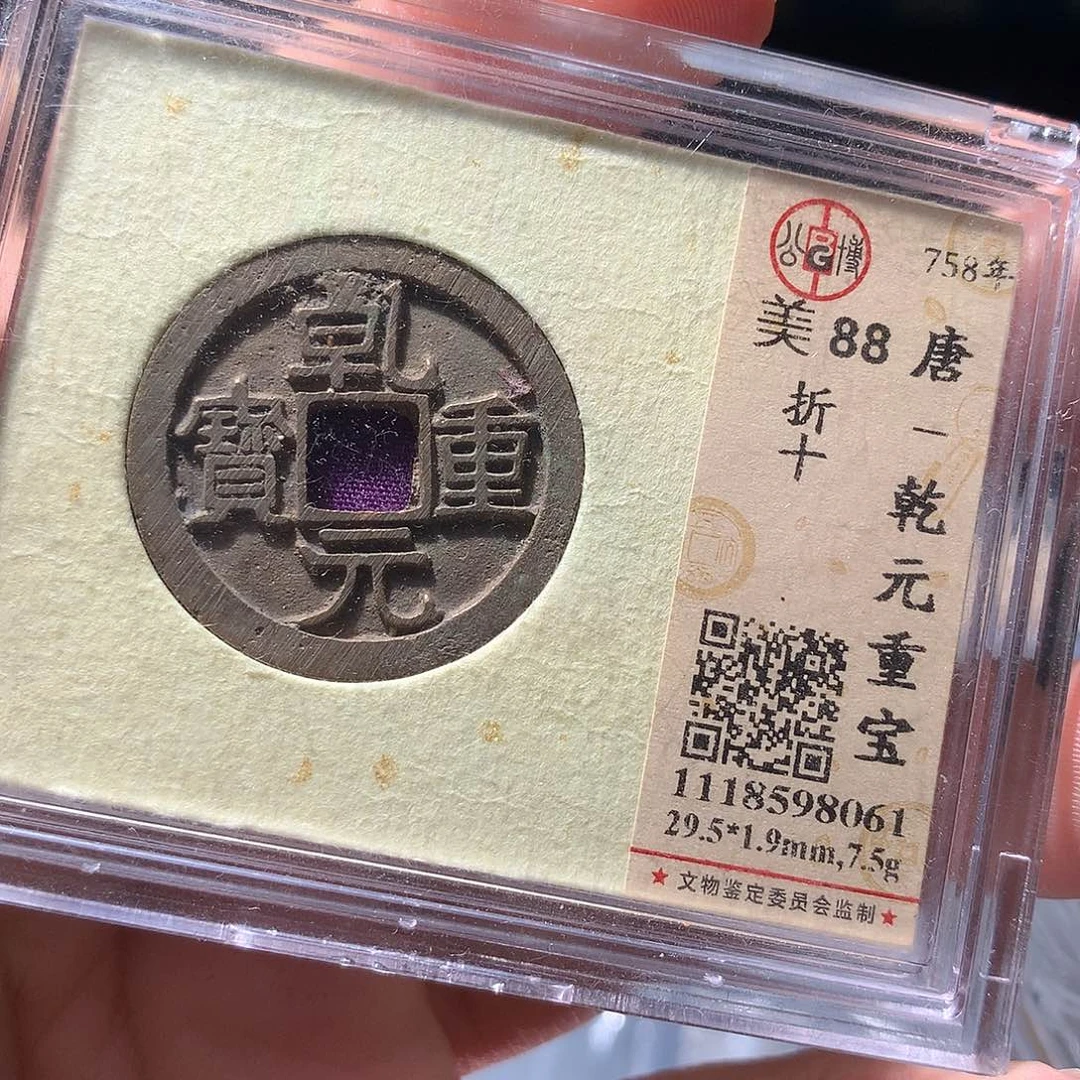 乾元重寶
公博
758年
唐一乾元重宝
美 88
折十
1118598061
29.5*1.9mm,7.5g
★ 文物鉴定委员会监制 ★